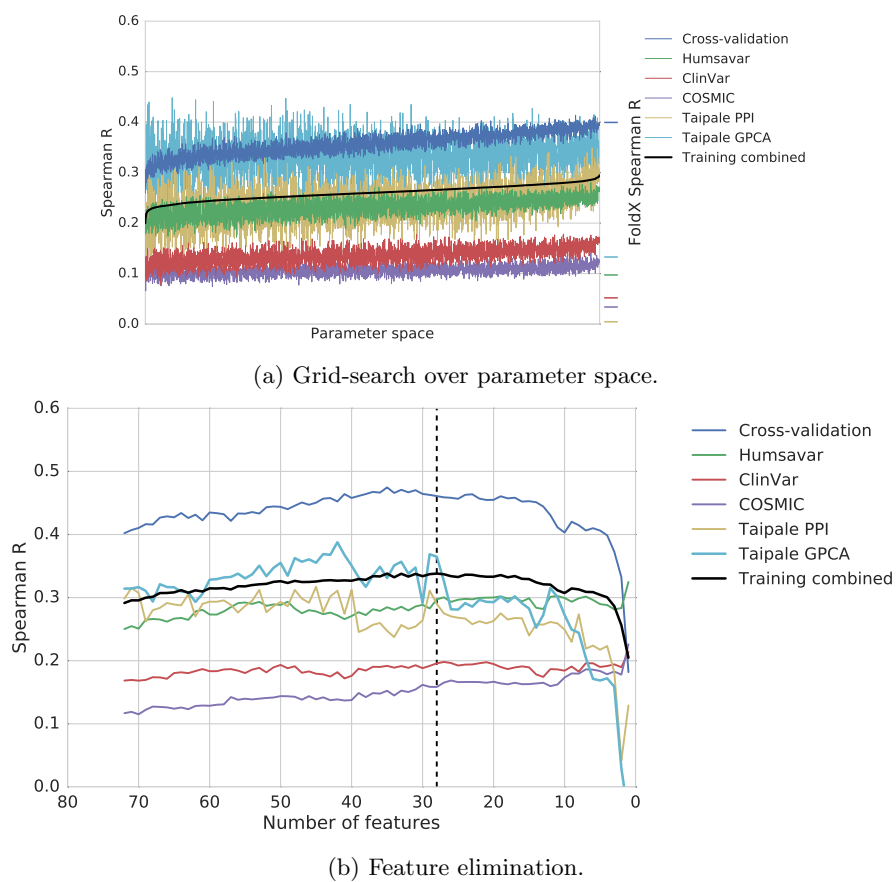 0.6
0.5
0.4
0.3
0.2
0.1
0.0
Spearman R
Parameter space
FoldX Spearman R
Cross-validation
Humsavar
ClinVar
COSMIC
Taipale PPI
Taipale GPCA
Training combined
(a) Grid-search over parameter space.
0.6
0.5
0.4
0.3
0.2
0.1
0.0
Spearman R
80 70 60 50 40 30 20 10 0
Number of features
Cross-validation
Humsavar
ClinVar
COSMIC
Taipale PPI
Taipale GPCA
Training combined
(b) Feature elimination.